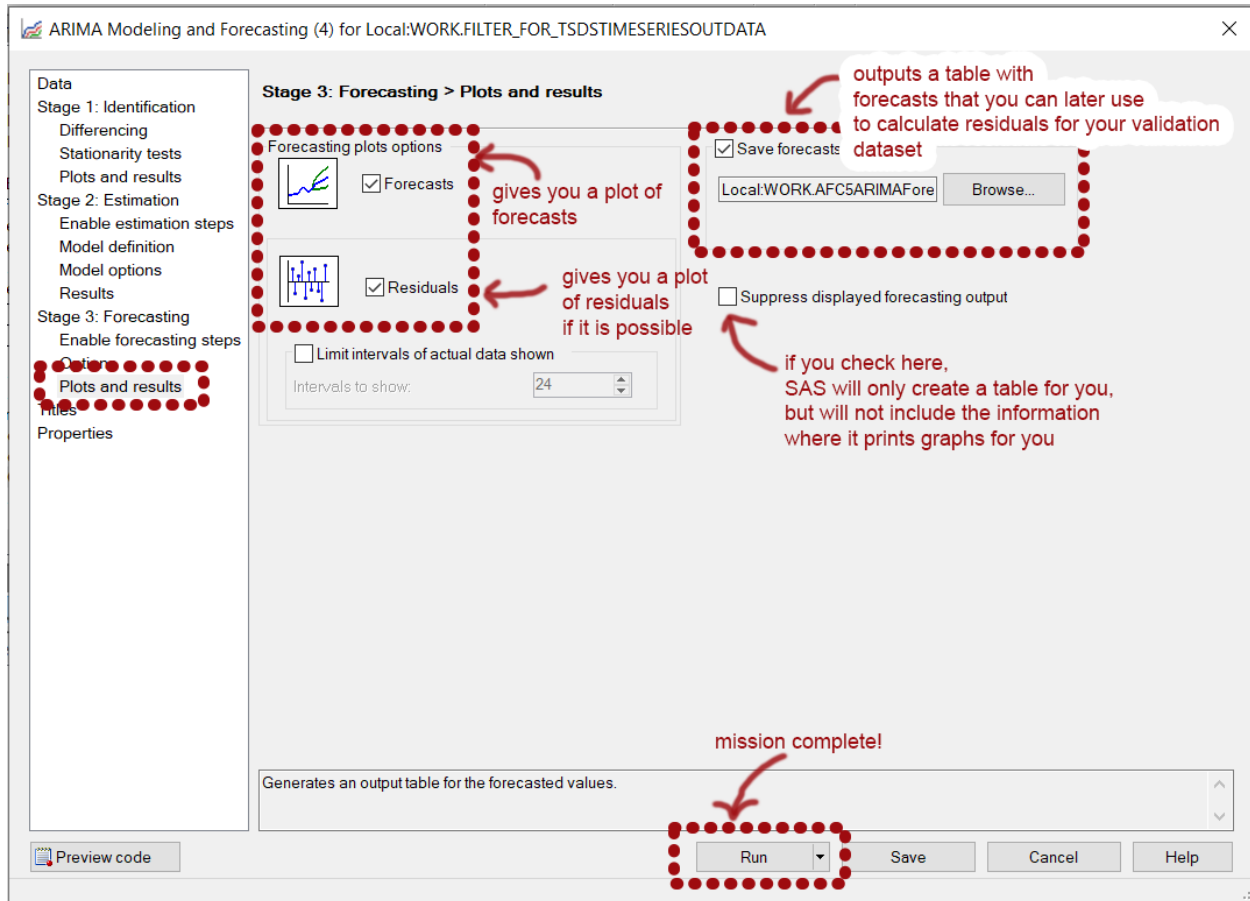 ARIMA Modeling and Forecasting (4) for Local:WORK.FILTER_FOR_TSDSTIMESERIESOUTDATA
Data
Stage 1: Identification
Differencing
Stationarity tests
Plots and results
Stage 2: Estimation
Enable estimation steps
Model definition
Model options
Results
Stage 3: Forecasting
Enable forecasting steps
Options
Plots and results
Titles
Properties
Stage 3: Forecasting > Plots and results
Forecasting plots options
Forecasts
gives you a plot of
forecasts
Residuals
gives you a plot
of residuals
if it is possible
Limit intervals of actual data shown
Intervals to show:
24
outputs a table with
forecasts that you can later use
to calculate residuals for your validation
dataset
Save forecasts
Local:WORK.AFC5ARIMAFore
Browse...
Suppress displayed forecasting output
if you check here,
SAS will only create a table for you,
but will not include the information
where it prints graphs for you
mission complete!
Generates an output table for the forecasted values.
Preview code
Run
Save
Cancel
Help